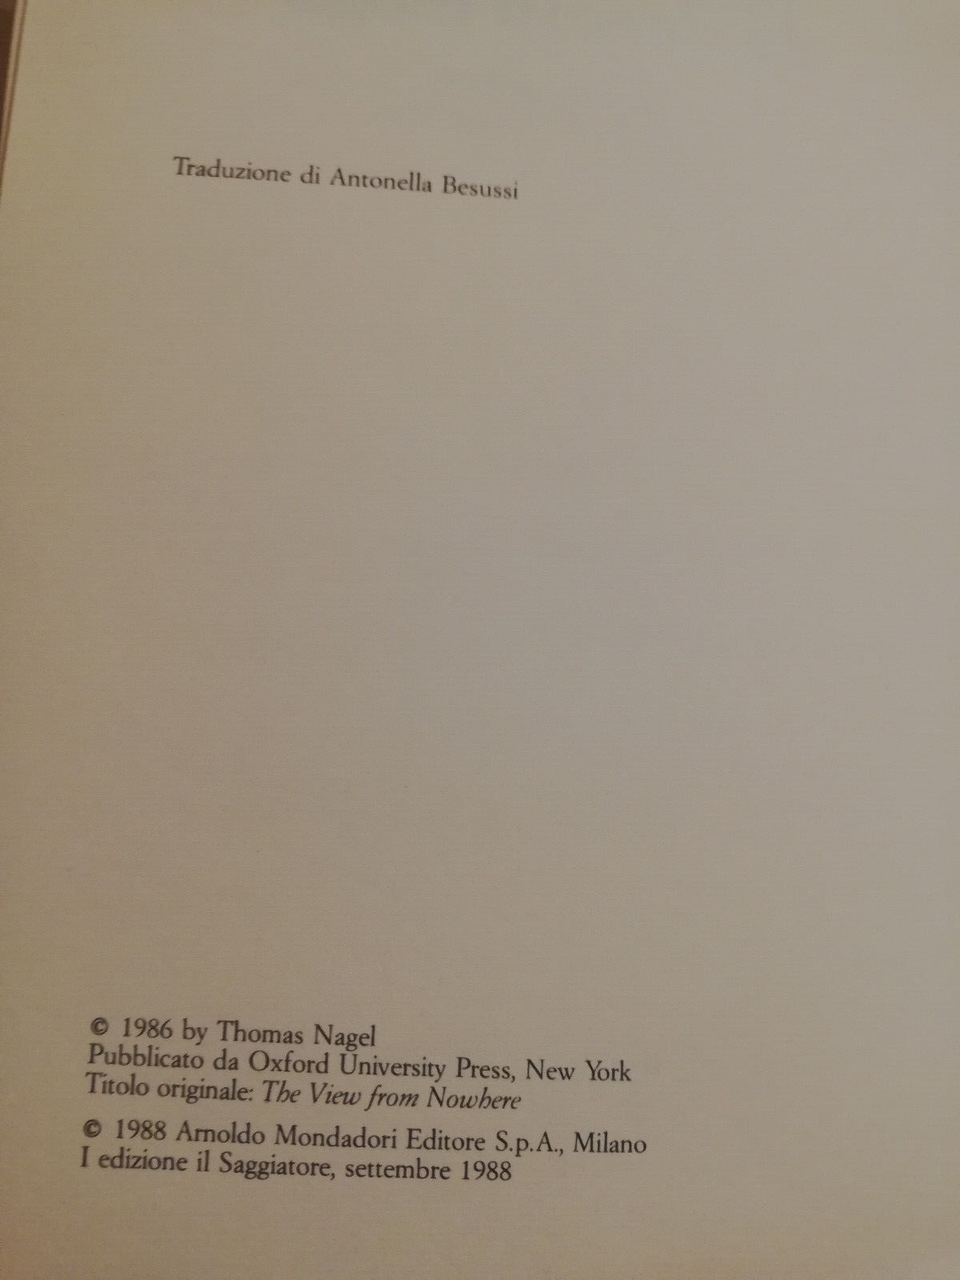 Traduzione di Antonella Besussi
© 1986 by Thomas Nagel
Pubblicato da Oxford University Press, New York
Titolo originale: The View from Nowhere
© 1988 Arnoldo Mondadori Editore S.p.A., Milano
I edizione il Saggiatore, settembre 1988